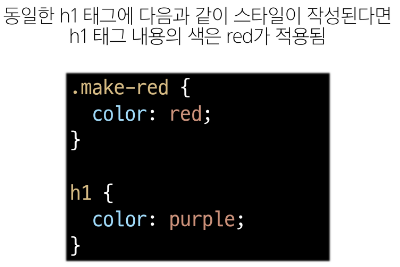 동일한 h1 태그에 다음과 같이 스타일이 작성된다면
h1 태그 내용의 색은 red가 적용됨
.make-red {
  color: red;
}
h1 {
  color: purple;
}